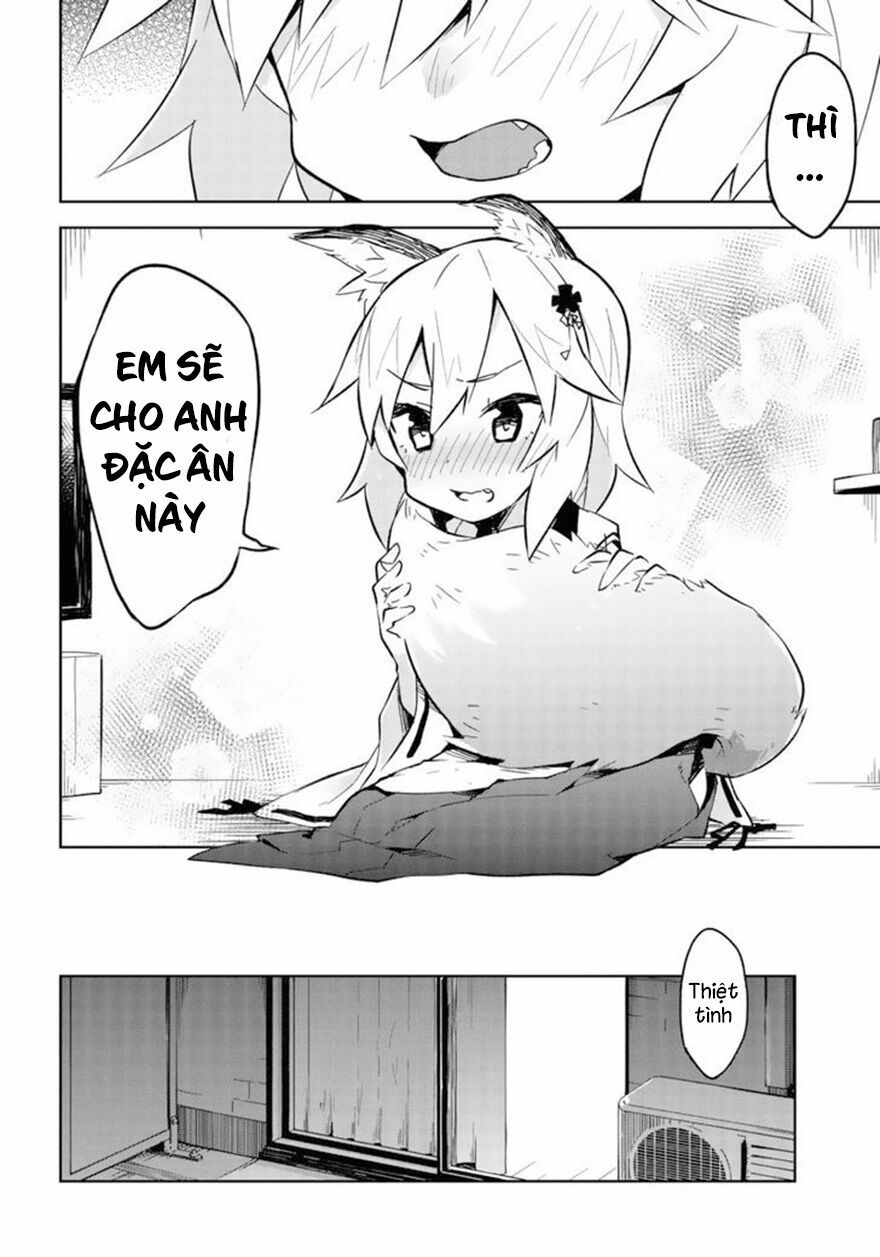 THÌ
...
EM SẼ
CHO ANH
ĐẶC ÂN
NÀY
Thiệt
tình